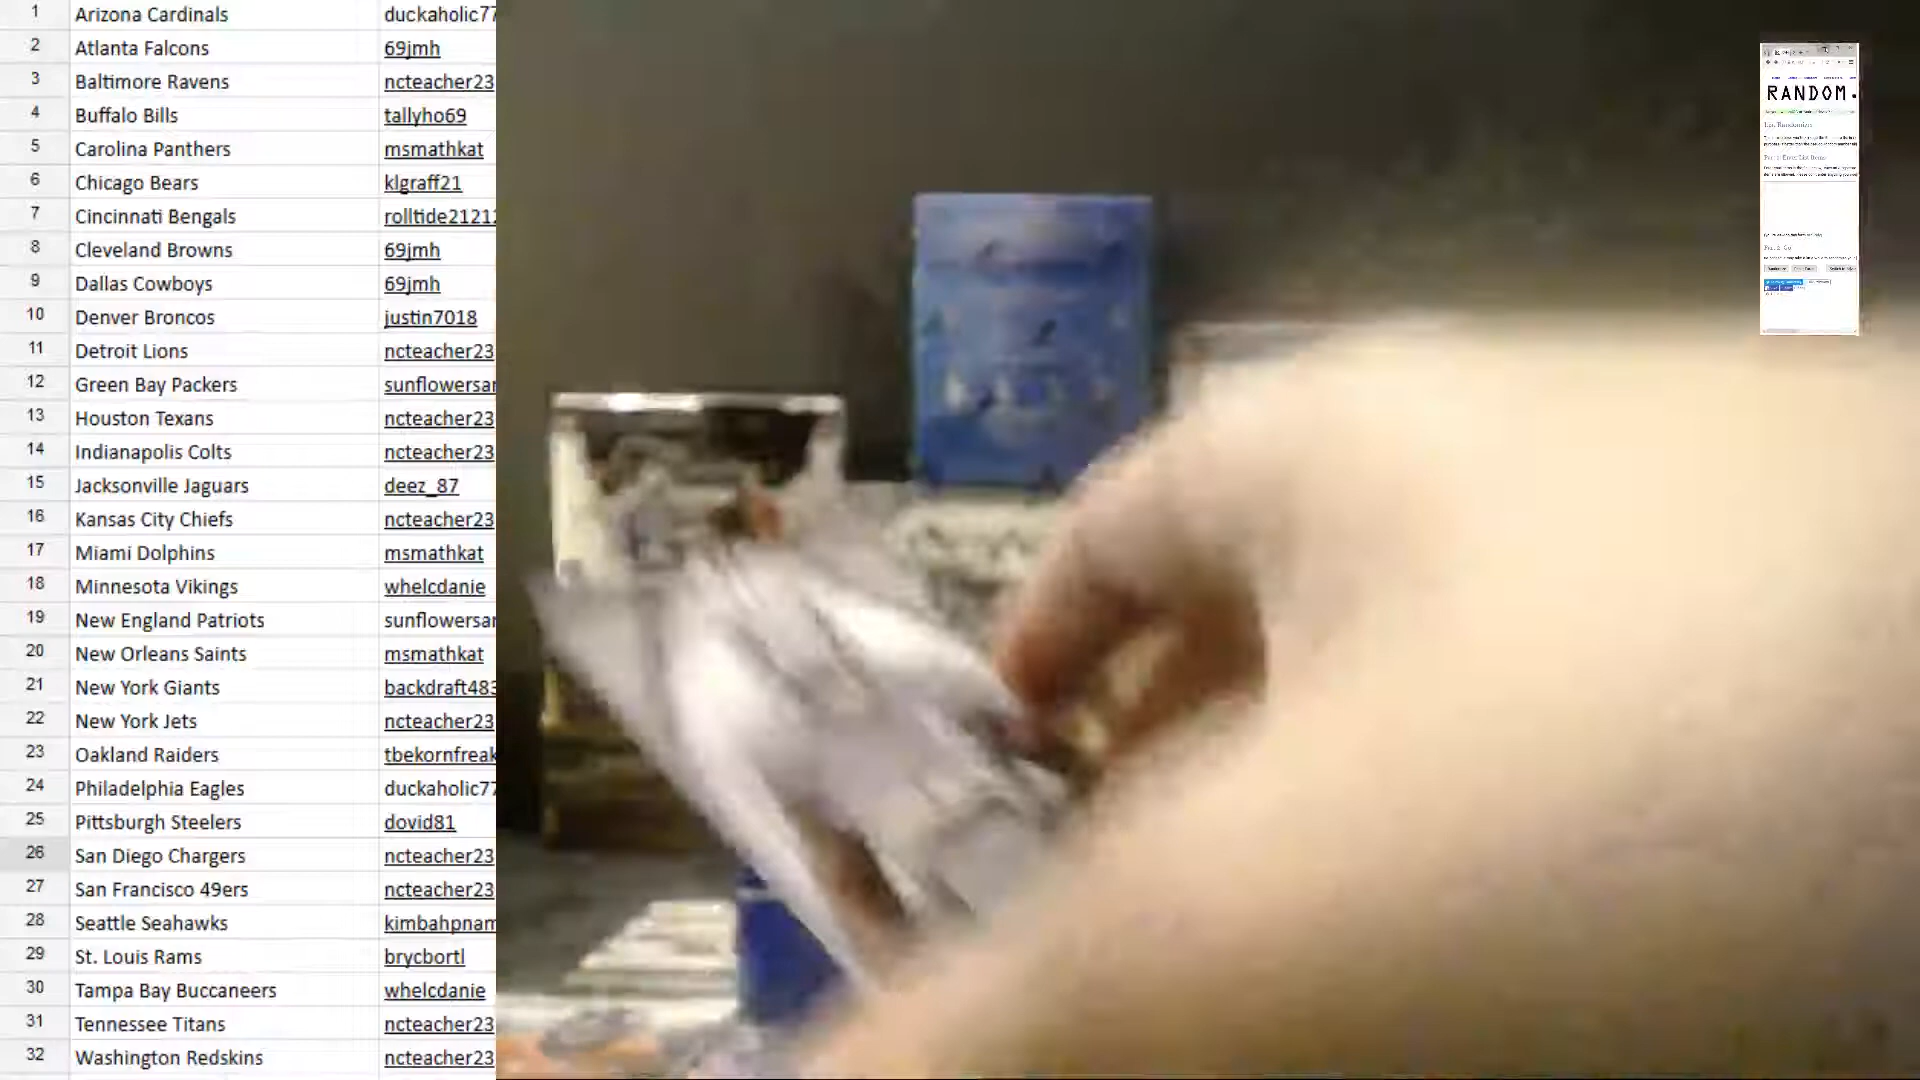 1 Arizona Cardinals duckaholic77
2 Atlanta Falcons 69jmh
3 Baltimore Ravens ncteacher23
4 Buffalo Bills tallyho69
5 Carolina Panthers msmathkat
6 Chicago Bears klgraff21
7 Cincinnati Bengals rolltide21212
8 Cleveland Browns 69jmh
9 Dallas Cowboys 69jmh
10 Denver Broncos justin7018
11 Detroit Lions ncteacher23
12 Green Bay Packers sunflowersar
13 Houston Texans ncteacher23
14 Indianapolis Colts ncteacher23
15 Jacksonville Jaguars deez_87
16 Kansas City Chiefs ncteacher23
17 Miami Dolphins msmathkat
18 Minnesota Vikings whelcdanie
19 New England Patriots sunflowersar
20 New Orleans Saints msmathkat
21 New York Giants backdraft483
22 New York Jets ncteacher23
23 Oakland Raiders tbekornfreak
24 Philadelphia Eagles duckaholic77
25 Pittsburgh Steelers dovid81
26 San Diego Chargers ncteacher23
27 San Francisco 49ers ncteacher23
28 Seattle Seahawks kimbahpnam
29 St. Louis Rams brycbortl
30 Tampa Bay Buccaneers whelcdanie
31 Tennessee Titans ncteacher23
32 Washington Redskins ncteacher23
RANDOM.
List Randomizer